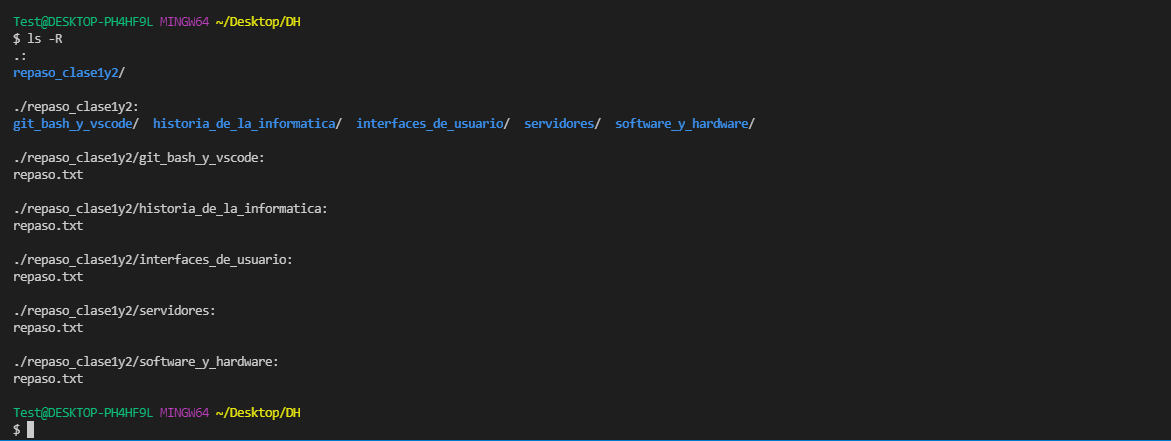 Test@DESKTOP-PH4HF9L MINGW64 ~/Desktop/DH
$ ls -R
.:
repaso_clase1y2/
./repaso_clase1y2:
git_bash_y_vscode/  historia_de_la_informatica/  interfaces_de_usuario/  servidores/  software_y_hardware/
./repaso_clase1y2/git_bash_y_vscode:
repaso.txt
./repaso_clase1y2/historia_de_la_informatica:
repaso.txt
./repaso_clase1y2/interfaces_de_usuario:
repaso.txt
./repaso_clase1y2/servidores:
repaso.txt
./repaso_clase1y2/software_y_hardware:
repaso.txt
Test@DESKTOP-PH4HF9L MINGW64 ~/Desktop/DH
$